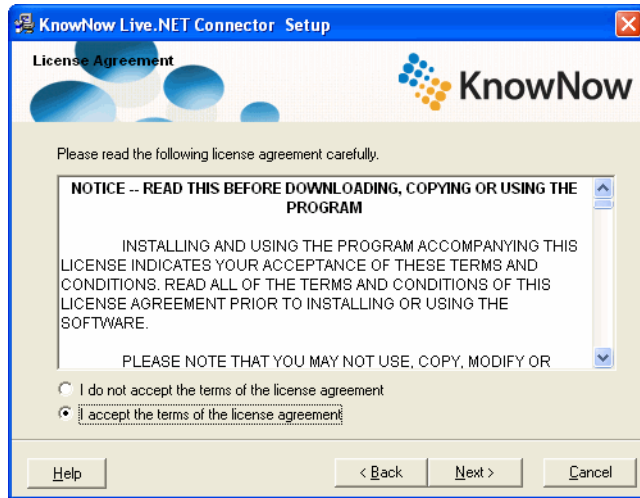 KnowNow Live.NET Connector  Setup
License Agreement
KnowNow
Please read the following license agreement carefully.
NOTICE -- READ THIS BEFORE DOWNLOADING, COPYING OR USING THE
PROGRAM
INSTALLING AND USING THE PROGRAM ACCOMPANYING THIS
LICENSE INDICATES YOUR ACCEPTANCE OF THESE TERMS AND
CONDITIONS. READ ALL OF THE TERMS AND CONDITIONS OF THIS
LICENSE AGREEMENT PRIOR TO INSTALLING OR USING THE
SOFTWARE.
PLEASE NOTE THAT YOU MAY NOT USE, COPY, MODIFY OR
I do not accept the terms of the license agreement
I accept the terms of the license agreement
Help
< Back
Next >
Cancel